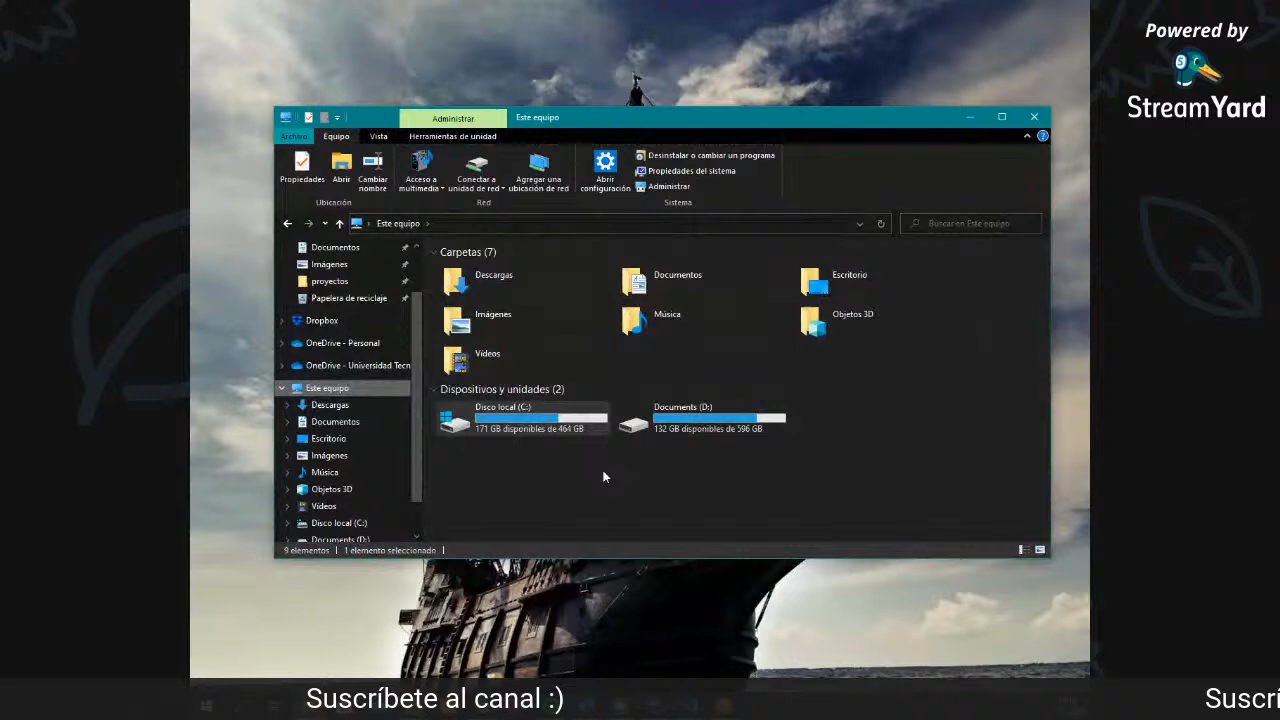 Powered by
StreamYard
Administrar
Este equipo
Archivo
Equipo
Vista
Herramientas de unidad
Propiedades
Abrir
Cambiar
nombre
Acceso a
multimedia
Conectar a
unidad de red
Agregar una
ubicación de red
Abrir
configuración
Desinstalar o cambiar un programa
Propiedades del sistema
Administrar
Ubicación
Red
Sistema
Este equipo
Buscar en Este equipo
Documentos
Imágenes
proyectos
Papelera de reciclaje
Dropbox
OneDrive - Personal
OneDrive - Universidad Tecn
Este equipo
Descargas
Documentos
Escritorio
Imágenes
Música
Objetos 3D
Vídeos
Disco local (C:)
Documents (D:)
Carpetas (7)
Descargas
Documentos
Escritorio
Imágenes
Música
Objetos 3D
Vídeos
Dispositivos y unidades (2)
Disco local (C:)
171 GB disponibles de 464 GB
Documents (D:)
132 GB disponibles de 596 GB
9 elementos
1 elemento seleccionado
Suscríbete al canal :)
Suscrí